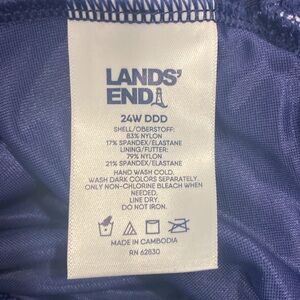 LANDS'
END
24W DDD
SHELL/OBERSTOFF:
83% NYLON
17% SPANDEX/ELASTANE
LINING/FUTTER:
79% NYLON
21% SPANDEX/ELASTANE
HAND WASH COLD.
WASH DARK COLORS SEPARATELY.
ONLY NON-CHLORINE BLEACH WHEN
NEEDED.
LINE DRY.
DO NOT IRON.
MADE IN CAMBODIA
RN 62830